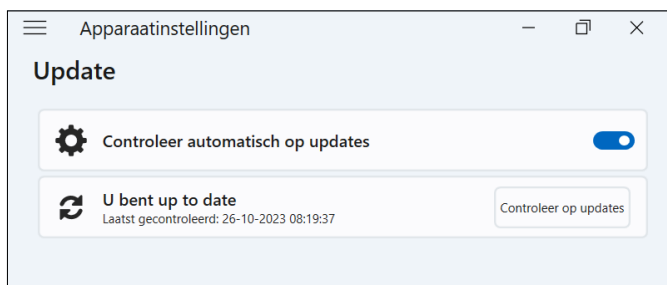 Apparaatinstellingen
Update
Controleer automatisch op updates
U bent up to date
Laatst gecontroleerd: 26-10-2023 08:19:37
Controleer op updates